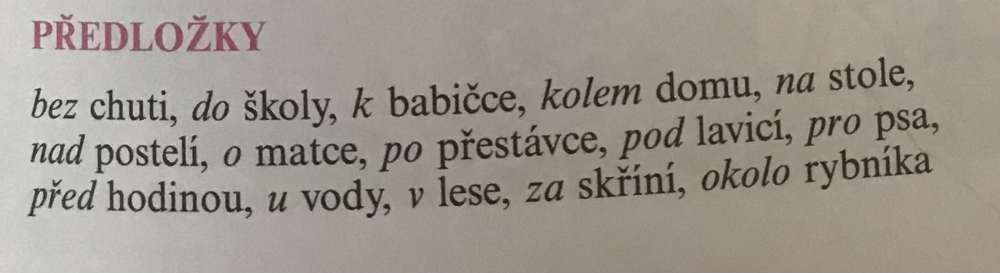 PŘEDLOŽKY
bez chuti, do školy, k babičce, kolem domu, na stole,
nad postelí, o matce, po přestávce, pod lavicí, pro psa,
před hodinou, u vody, v lese, za skříní, okolo rybníka